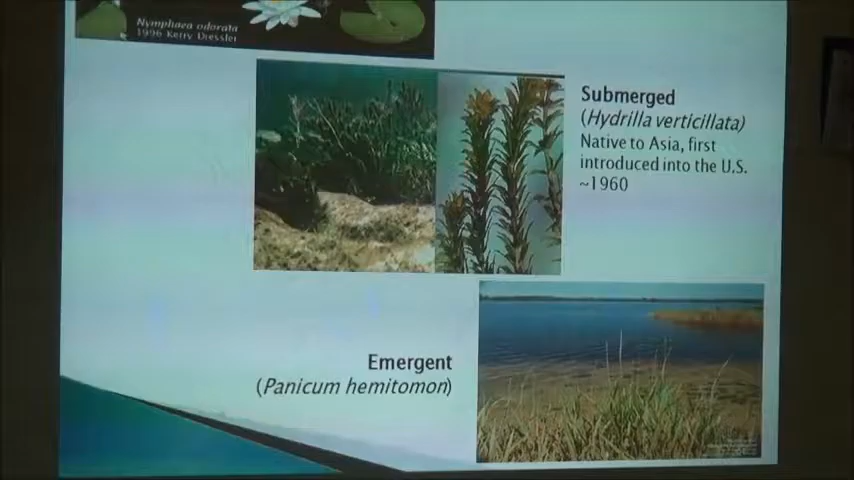 Nymphaea odorata
1996 Kerry Dressler
Submerged
(Hydrilla verticillata)
Native to Asia, first
introduced into the U.S.
~1960
Emergent
(Panicum hemitomon)